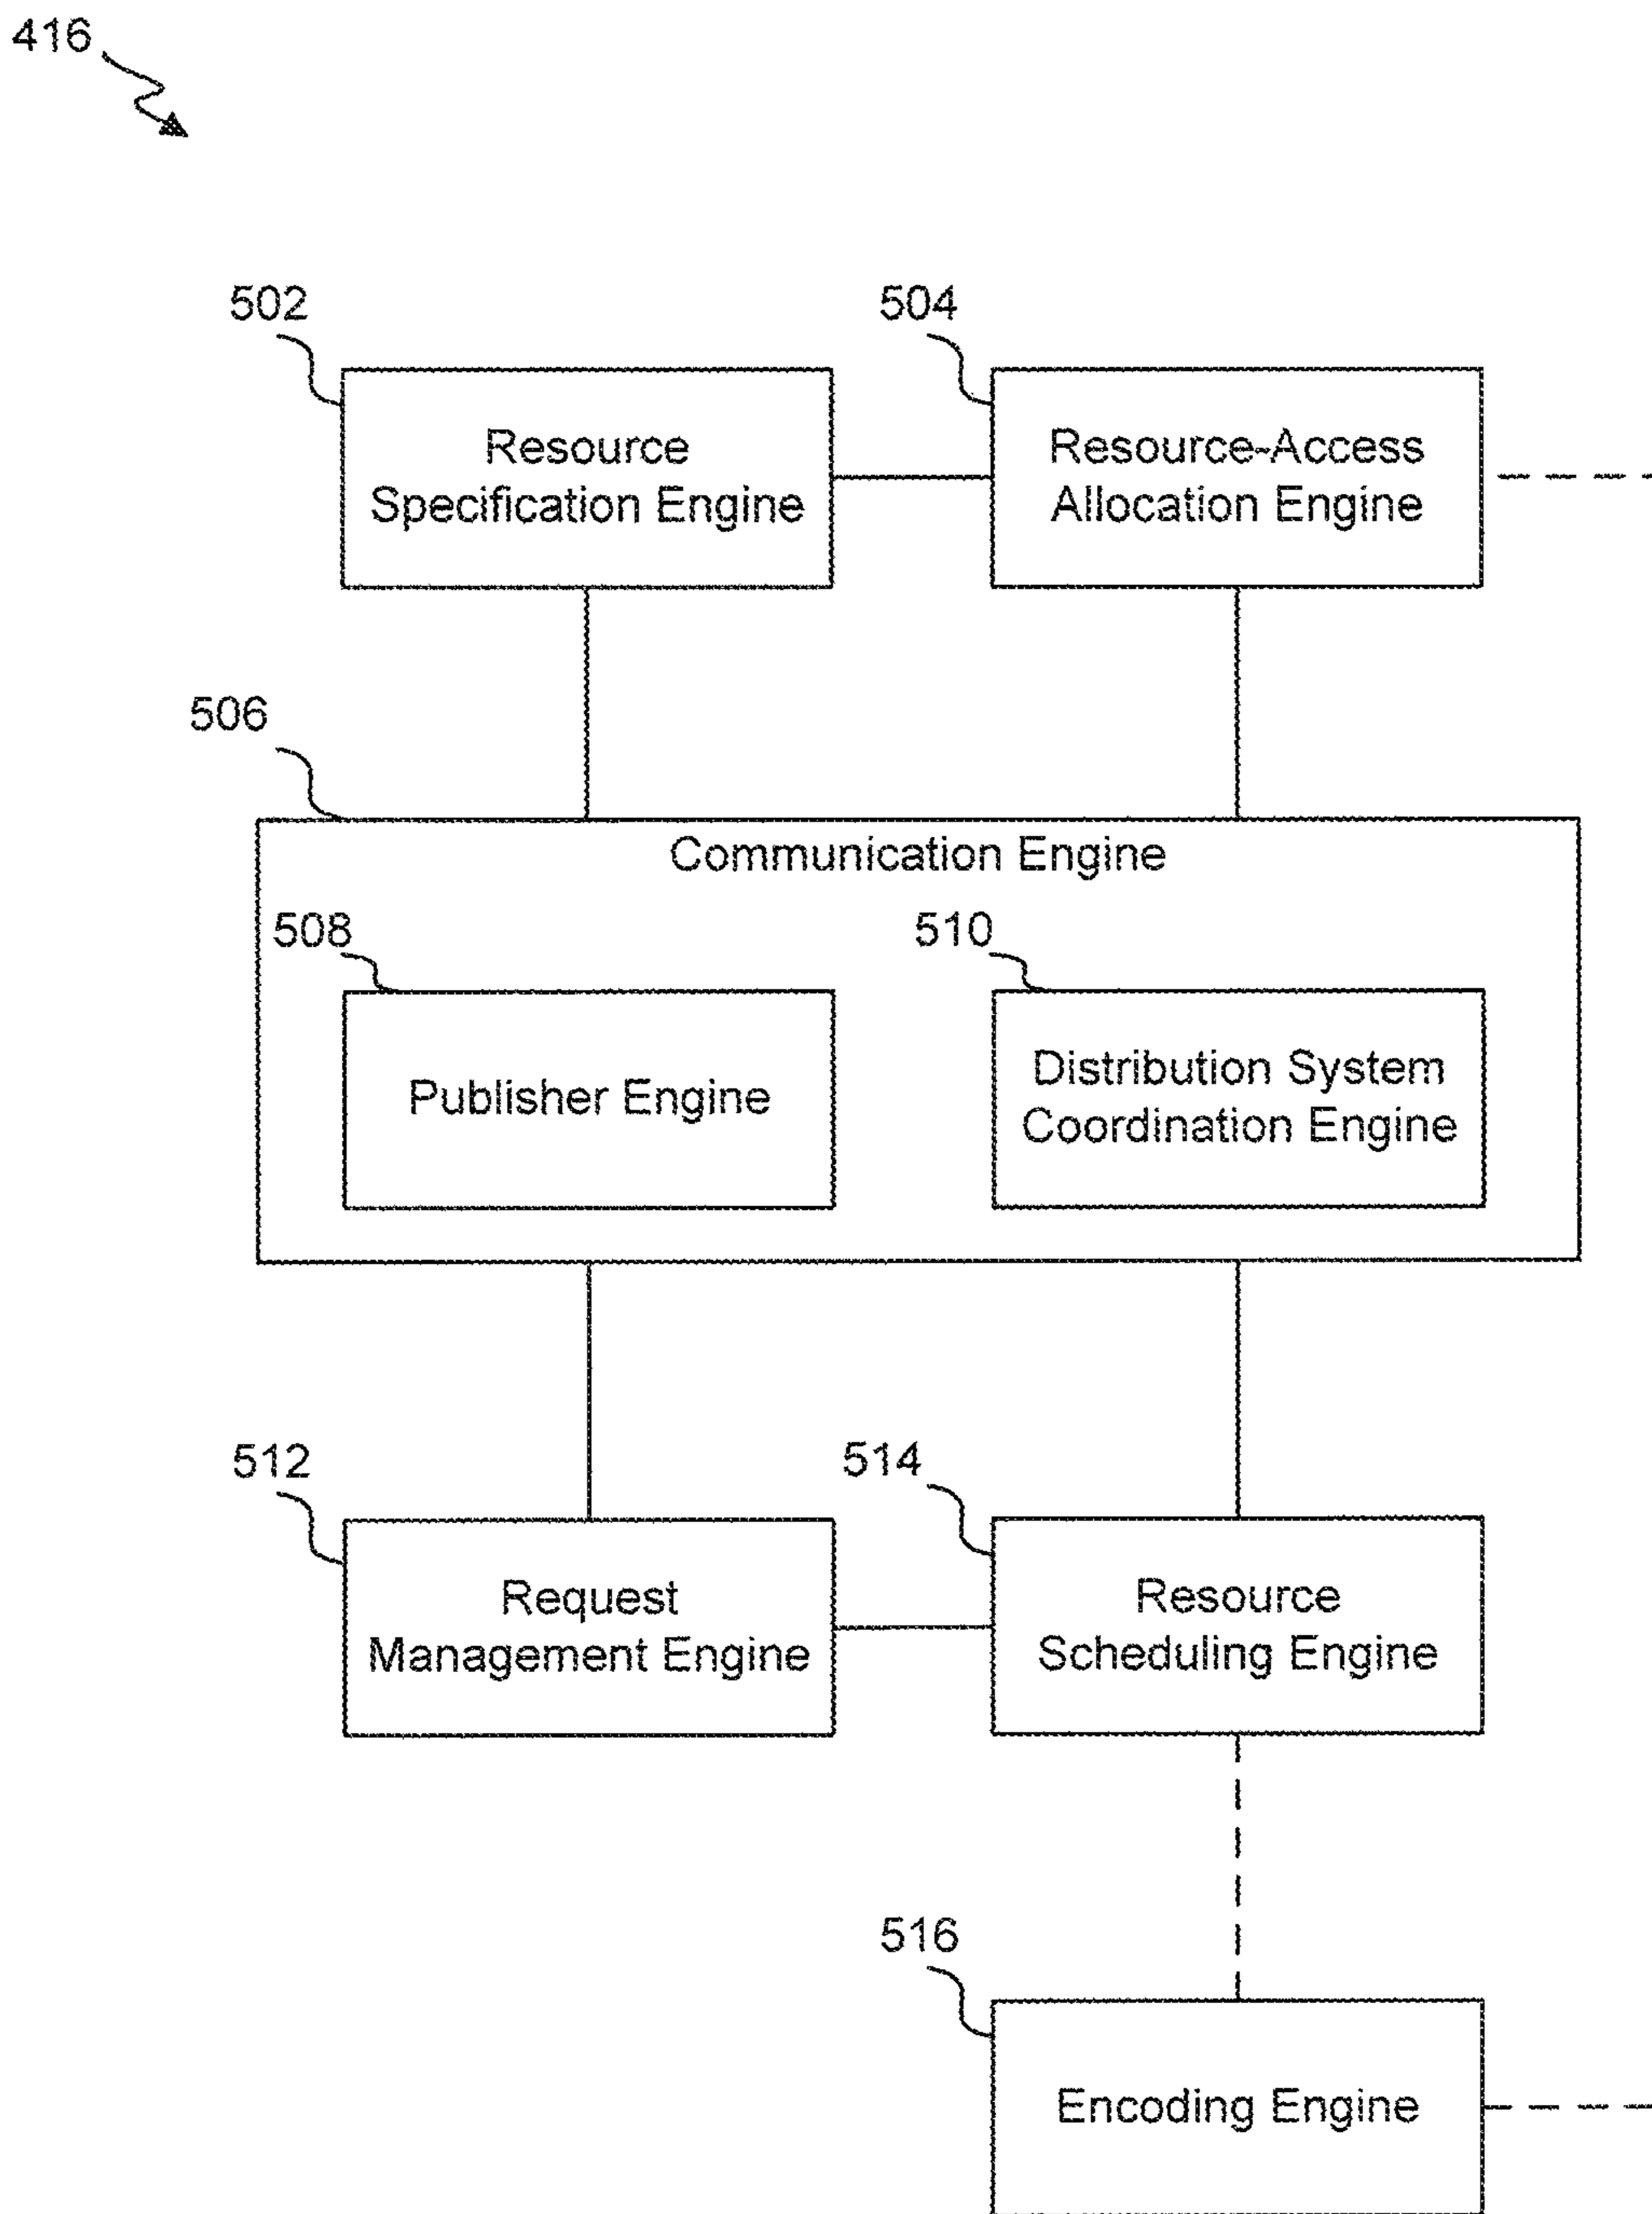 416
502
504
Resource
Specification Engine
Resource-Access
Allocation Engine
506
Communication Engine
508
510
Publisher Engine
Distribution System
Coordination Engine
512
514
Request
Management Engine
Resource
Scheduling Engine
516
Encoding Engine